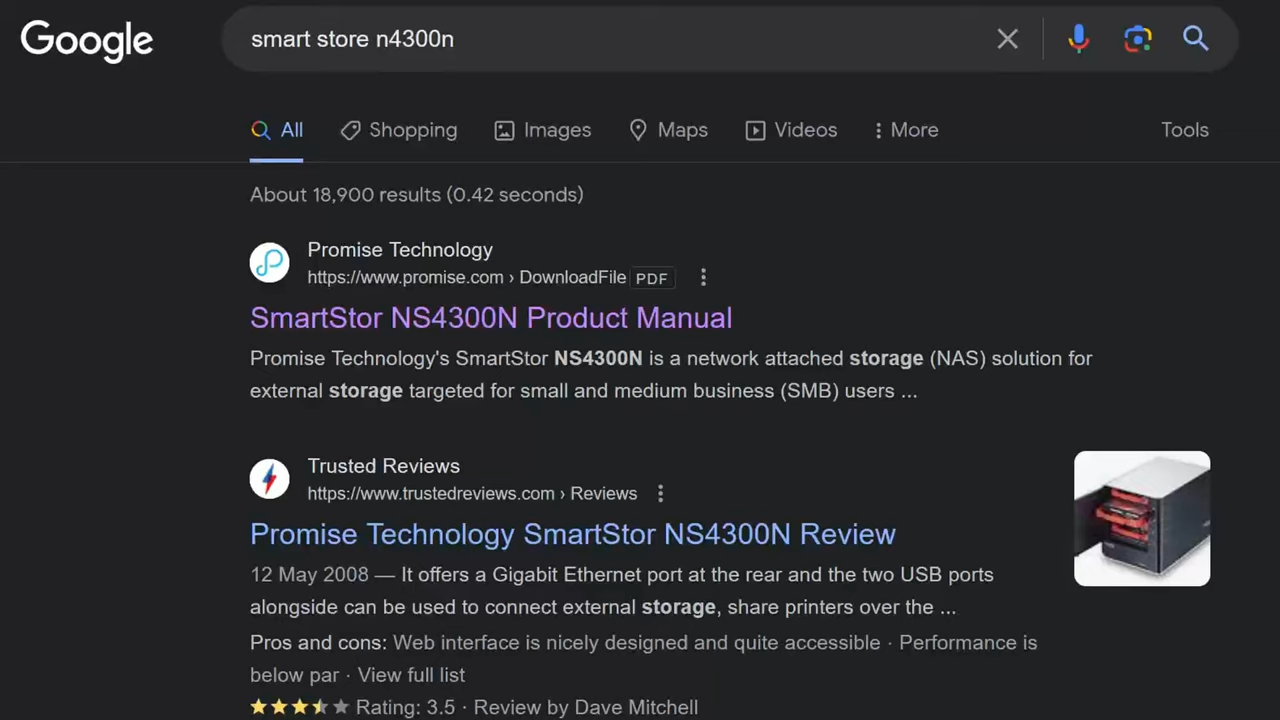 Google
smart store n4300n
All
Shopping
Images
Maps
Videos
More
Tools
About 18,900 results (0.42 seconds)
Promise Technology
https://www.promise.com › DownloadFile PDF
SmartStor NS4300N Product Manual
Promise Technology's SmartStor NS4300N is a network attached storage (NAS) solution for
external storage targeted for small and medium business (SMB) users ...
Trusted Reviews
https://www.trustedreviews.com › Reviews
Promise Technology SmartStor NS4300N Review
12 May 2008 — It offers a Gigabit Ethernet port at the rear and the two USB ports
alongside can be used to connect external storage, share printers over the ...
Pros and cons: Web interface is nicely designed and quite accessible · Performance is
below par · View full list
Rating: 3.5 · Review by Dave Mitchell